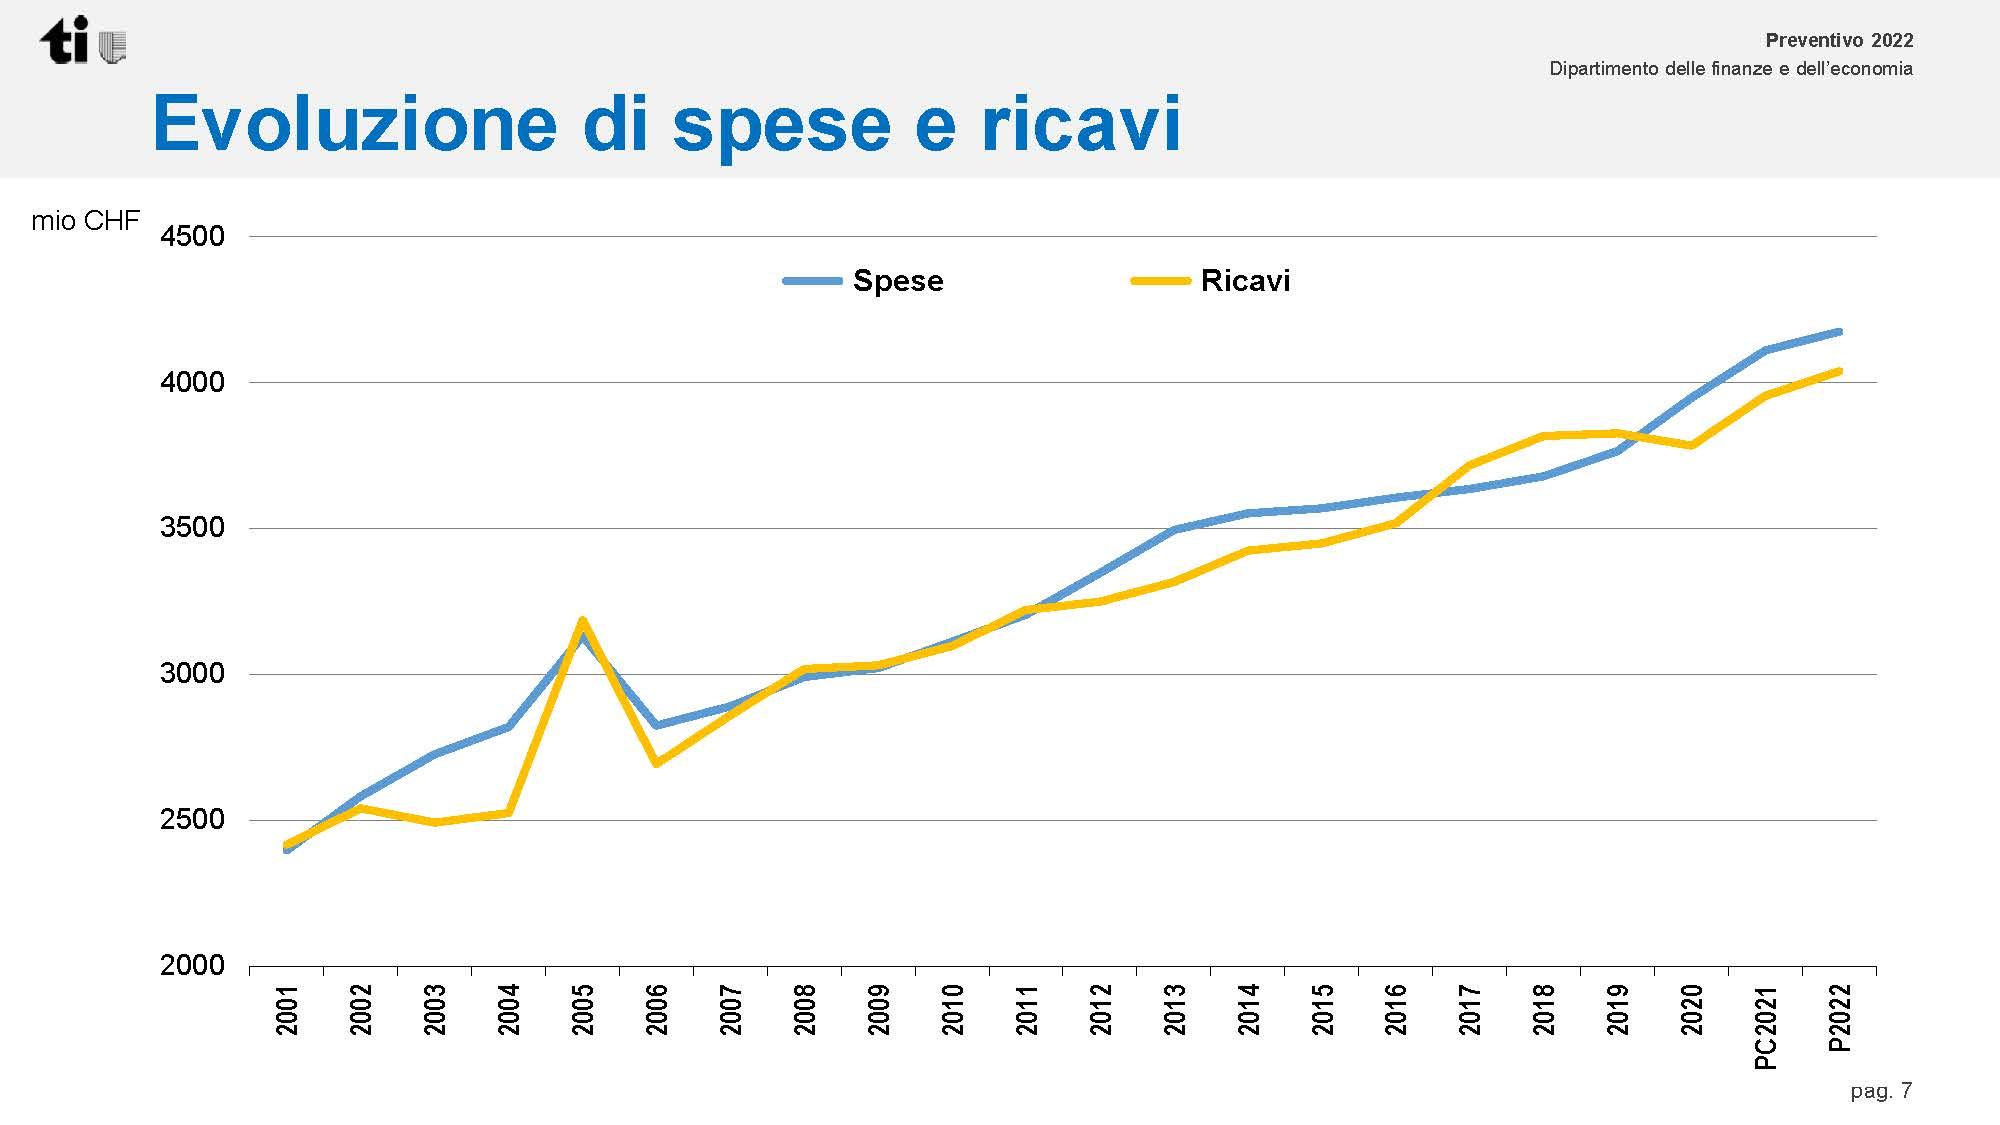 ti
Preventivo 2022
Dipartimento delle finanze e dell'economia
Evoluzione di spese e ricavi
mio CHF
4500
Spese
Ricavi
4000
3500
3000
2500
2000
2001
2002
2003
2004
2005
2006
2007
2008
2009
2010
2011
2012
2013
2014
2015
2016
2017
2018
2019
2020
PC2021
P2022
pag. 7